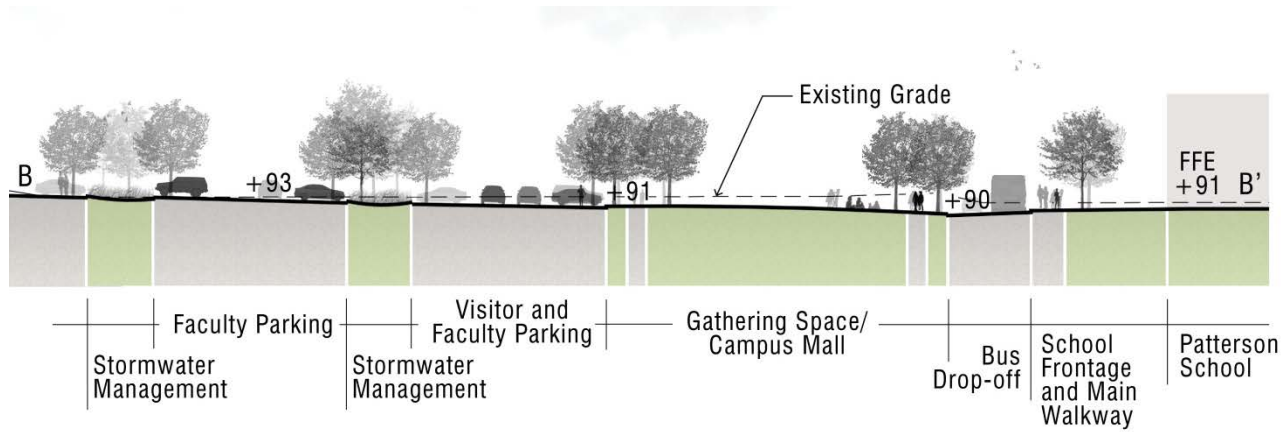 Existing Grade
B
+93
+91
+90
FFE
+91 B'
Faculty Parking
Visitor and
Faculty Parking
Gathering Space/
Campus Mall
Stormwater
Management
Stormwater
Management
Bus
Drop-off
School
Frontage
and Main
Walkway
Patterson
School